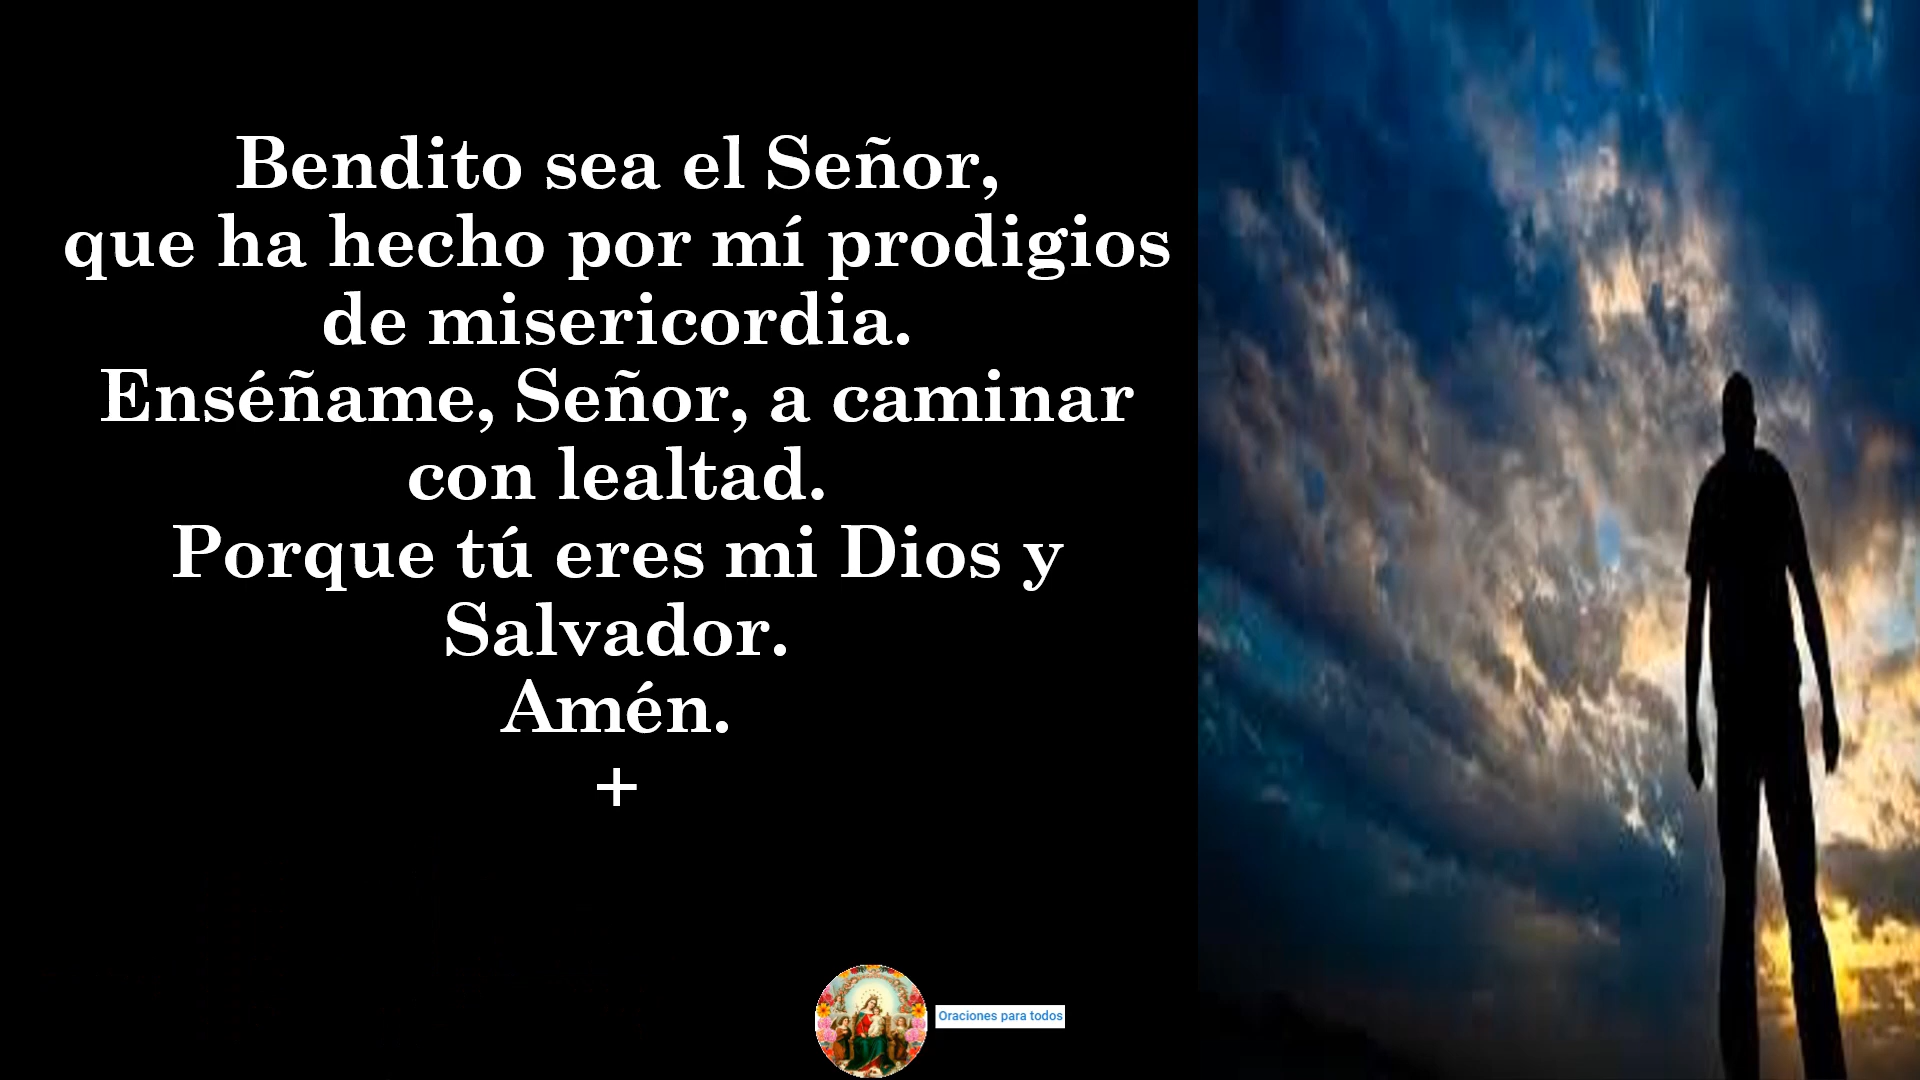 Bendito sea el Señor,
que ha hecho por mí prodigios
de misericordia.
Enséñame, Señor, a caminar
con lealtad.
Porque tú eres mi Dios y
Salvador.
Amén.
+
Oraciones para todos